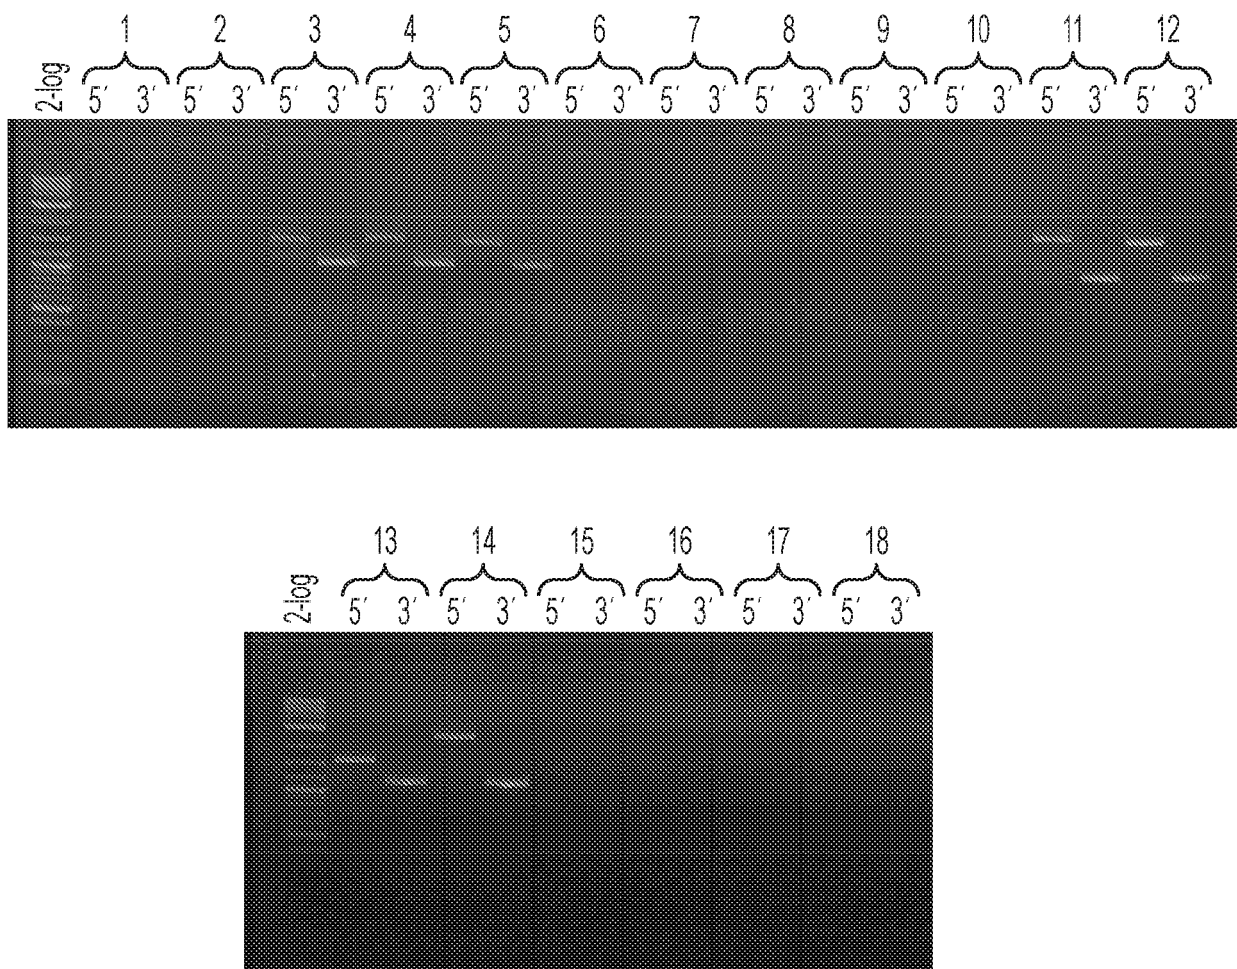 1 2 3 4 5 6 7 8 9 10 11 12
2-log 5′ 3′ 5′ 3′ 5′ 3′ 5′ 3′ 5′ 3′ 5′ 3′ 5′ 3′ 5′ 3′ 5′ 3′ 5′ 3′ 5′ 3′ 5′ 3′
13 14 15 16 17 18
2-log 5′ 3′ 5′ 3′ 5′ 3′ 5′ 3′ 5′ 3′ 5′ 3′